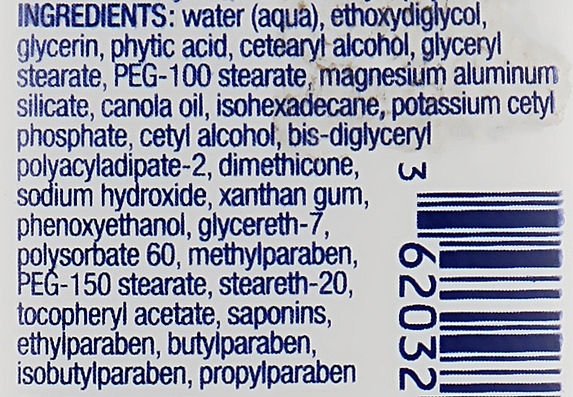 INGREDIENTS: water (aqua), ethoxydiglycol,
glycerin, phytic acid, cetearyl alcohol, glyceryl
stearate, PEG-100 stearate, magnesium aluminum
silicate, canola oil, isohexadecane, potassium cetyl
phosphate, cetyl alcohol, bis-diglyceryl
polyacyladipate-2, dimethicone,
sodium hydroxide, xanthan gum,
phenoxyethanol, glycereth-7,
polysorbate 60, methylparaben,
PEG-150 stearate, steareth-20,
tocopheryl acetate, saponins,
ethylparaben, butylparaben,
isobutylparaben, propylparaben
3 62032